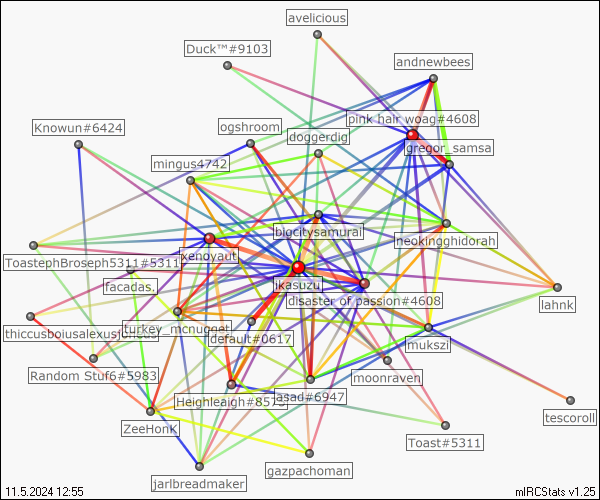 avelicious
Duck™#9103
andnewbees
pink hair woag#4608
Knowun#6424
ogshroom
doggerdig
gregor_samsa
mingus4742
bigcitysamurai
neokingghidorah
ToastephBroseph5311#5311
xenoyaut
facadas.
ikasuzu
disaster of passion#4608
lahnk
thiccusboiusalexusforious
turkey_mcnugget
default#0617
mukszi
Random Stuf6#5983
moonraven
Heighleaigh#8575
asad#6947
tescoroll
ZeeHonK
Toast#5311
gazpachoman
jarlbreadmaker
11.5.2024 12:55
mIRCStats v1.25